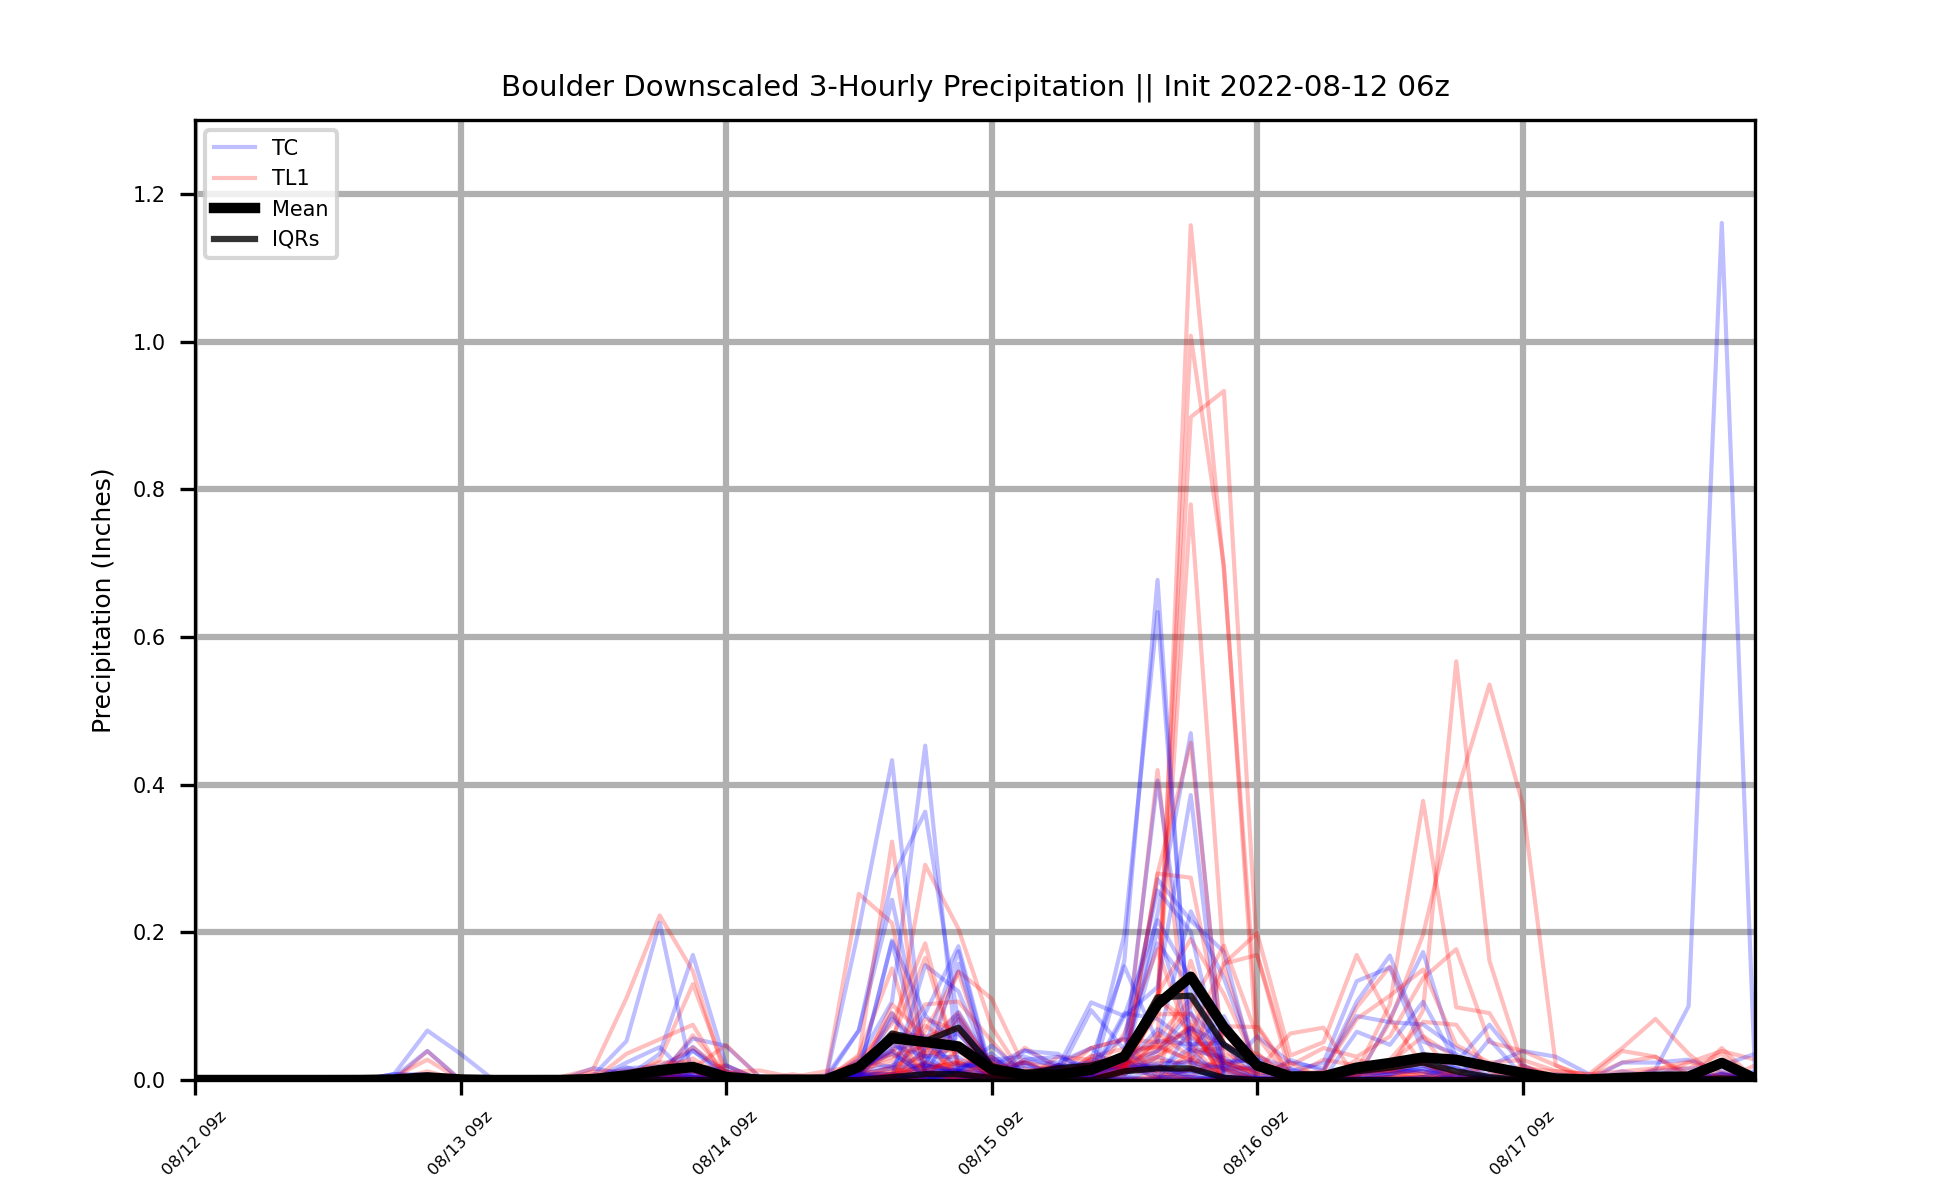 Boulder Downscaled 3-Hourly Precipitation || Init 2022-08-12 06z
TC
TL1
Mean
IQRs
Precipitation (Inches)
1.2
1.0
0.8
0.6
0.4
0.2
0.0
08/12 09z
08/13 09z
08/14 09z
08/15 09z
08/16 09z
08/17 09z